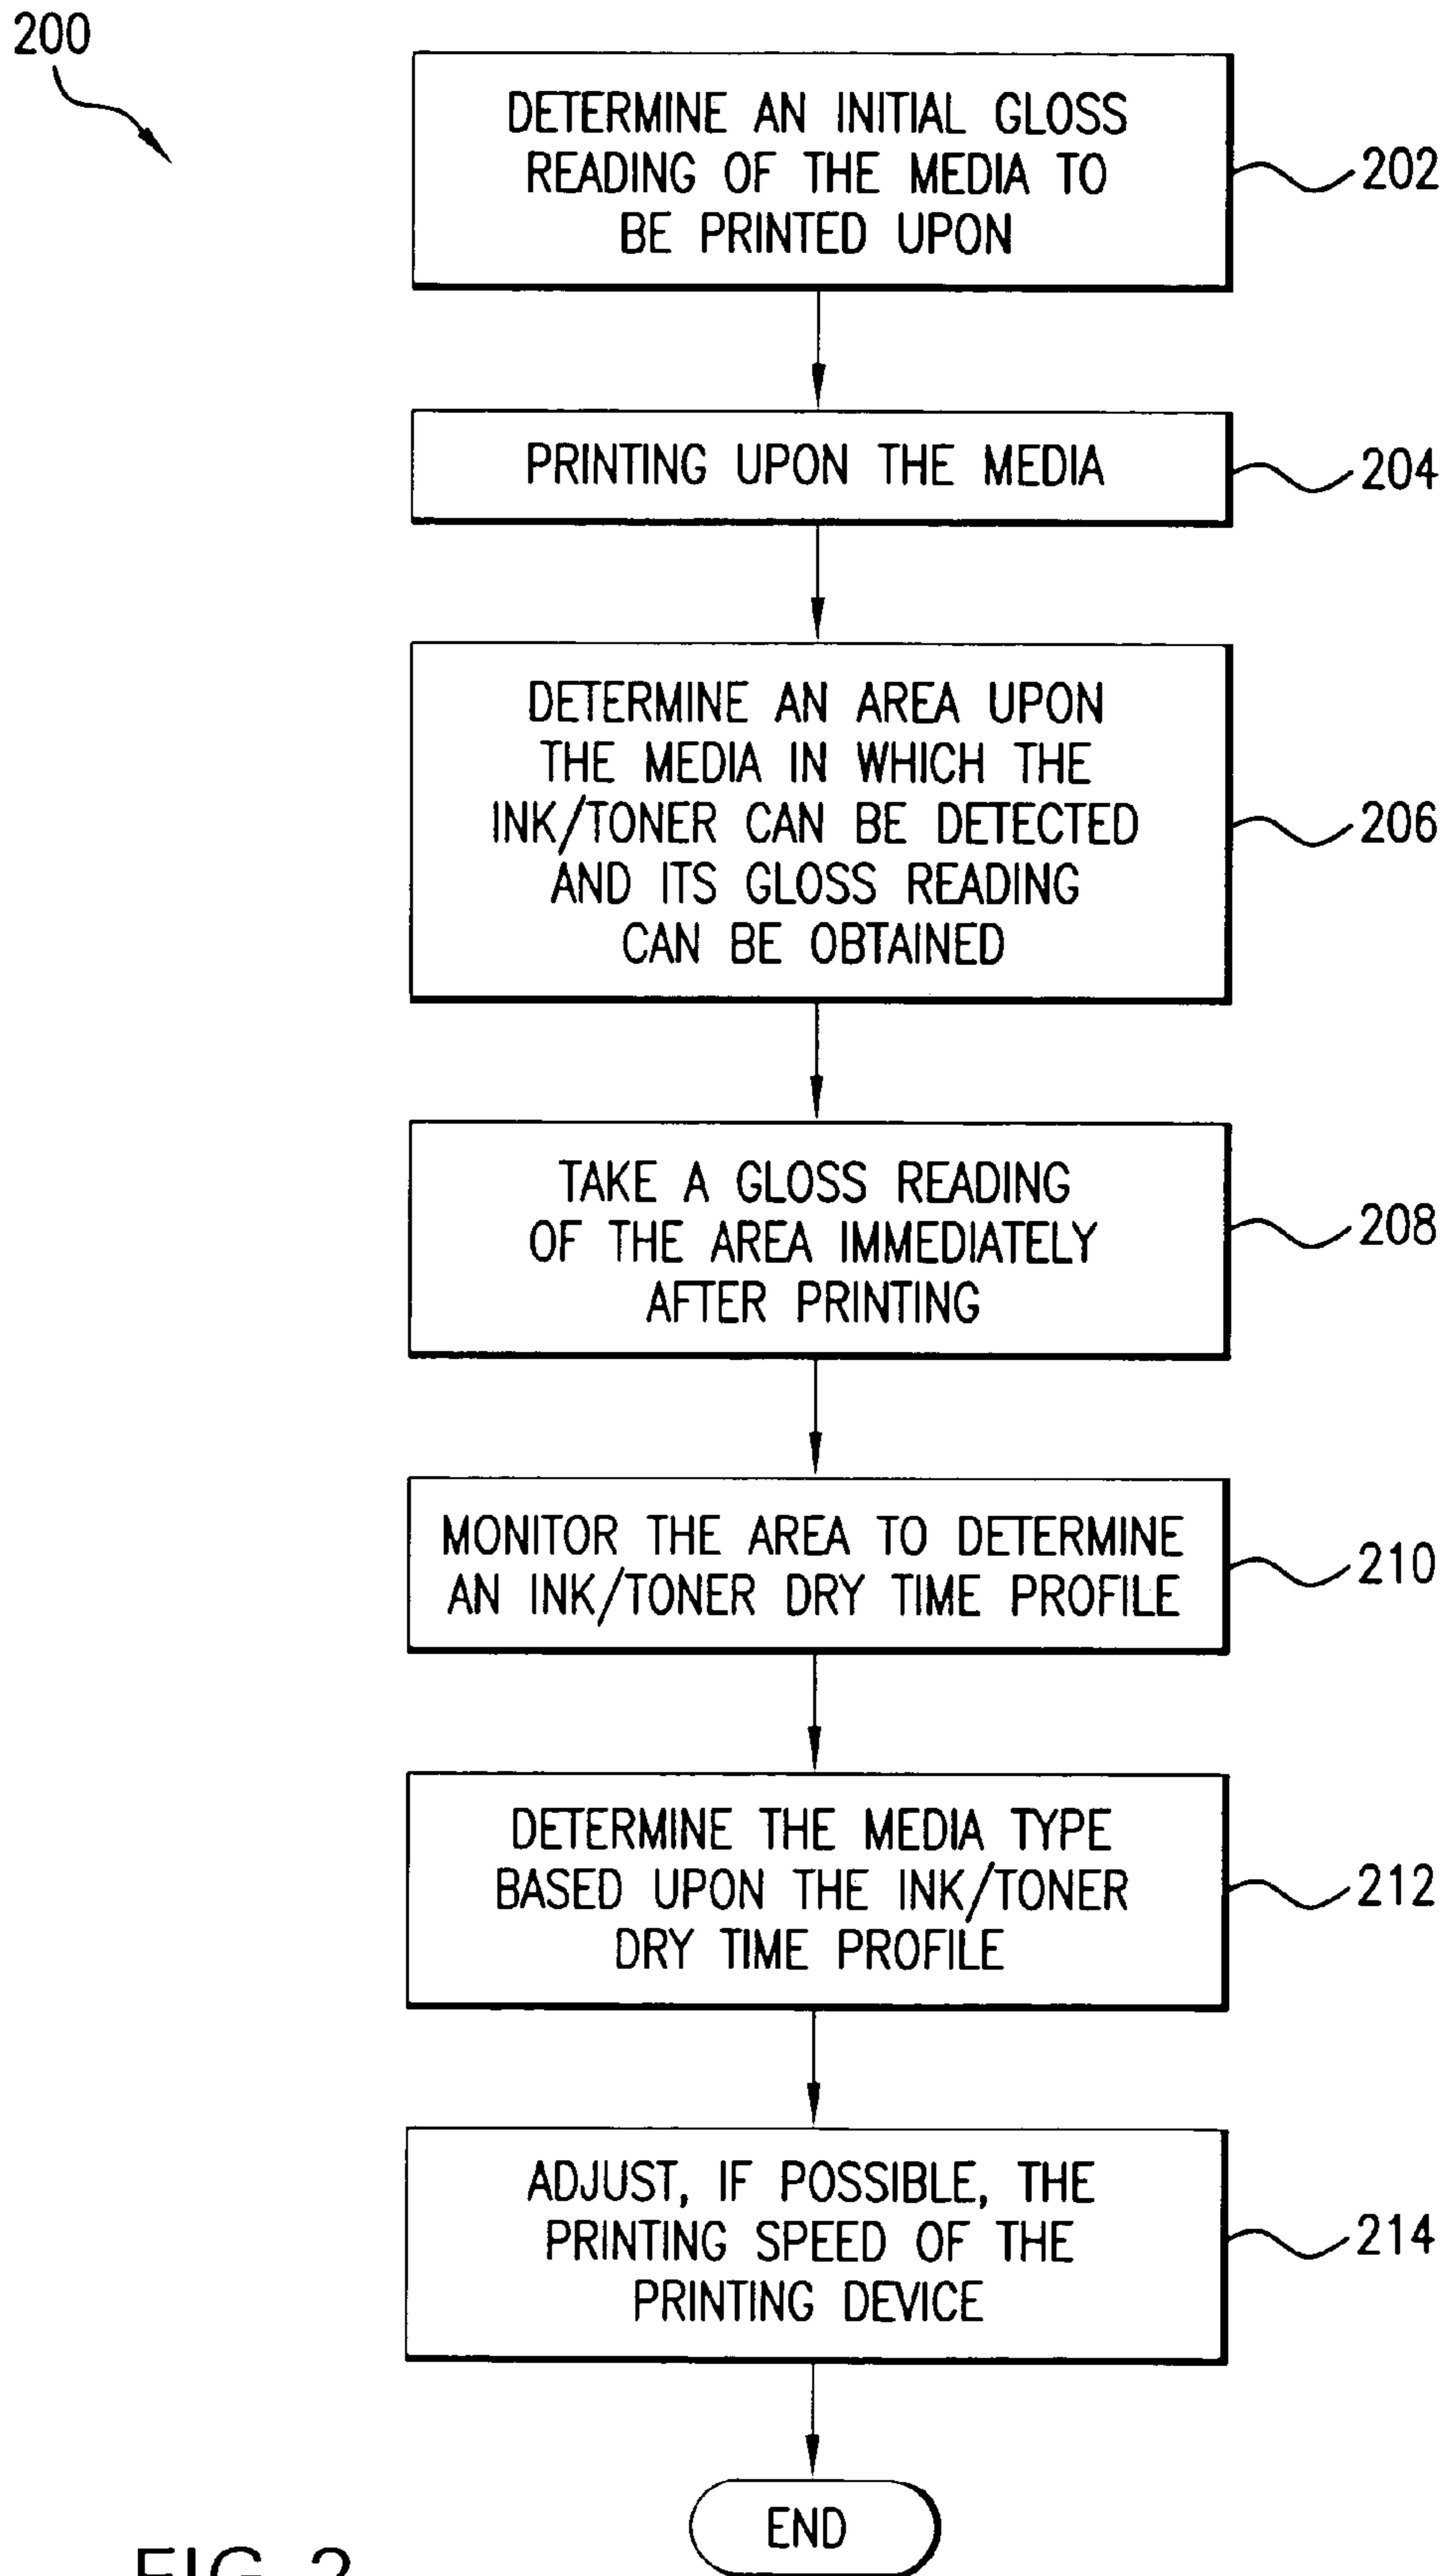 200
DETERMINE AN INITIAL GLOSS
READING OF THE MEDIA TO
BE PRINTED UPON
202
PRINTING UPON THE MEDIA
204
DETERMINE AN AREA UPON
THE MEDIA IN WHICH THE
INK/TONER CAN BE DETECTED
AND ITS GLOSS READING
CAN BE OBTAINED
206
TAKE A GLOSS READING
OF THE AREA IMMEDIATELY
AFTER PRINTING
208
MONITOR THE AREA TO DETERMINE
AN INK/TONER DRY TIME PROFILE
210
DETERMINE THE MEDIA TYPE
BASED UPON THE INK/TONER
DRY TIME PROFILE
212
ADJUST, IF POSSIBLE, THE
PRINTING SPEED OF THE
PRINTING DEVICE
214
END
FIG. 2